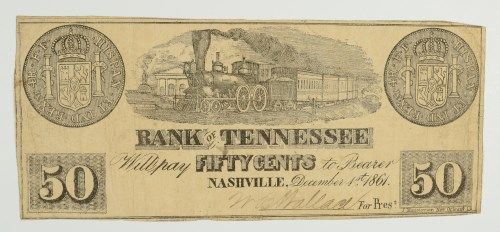 BANK OF TENNESSEE
Will pay FIFTY CENTS to Bearer
NASHVILLE, December 1st 1861.
For Pres.t
50 50